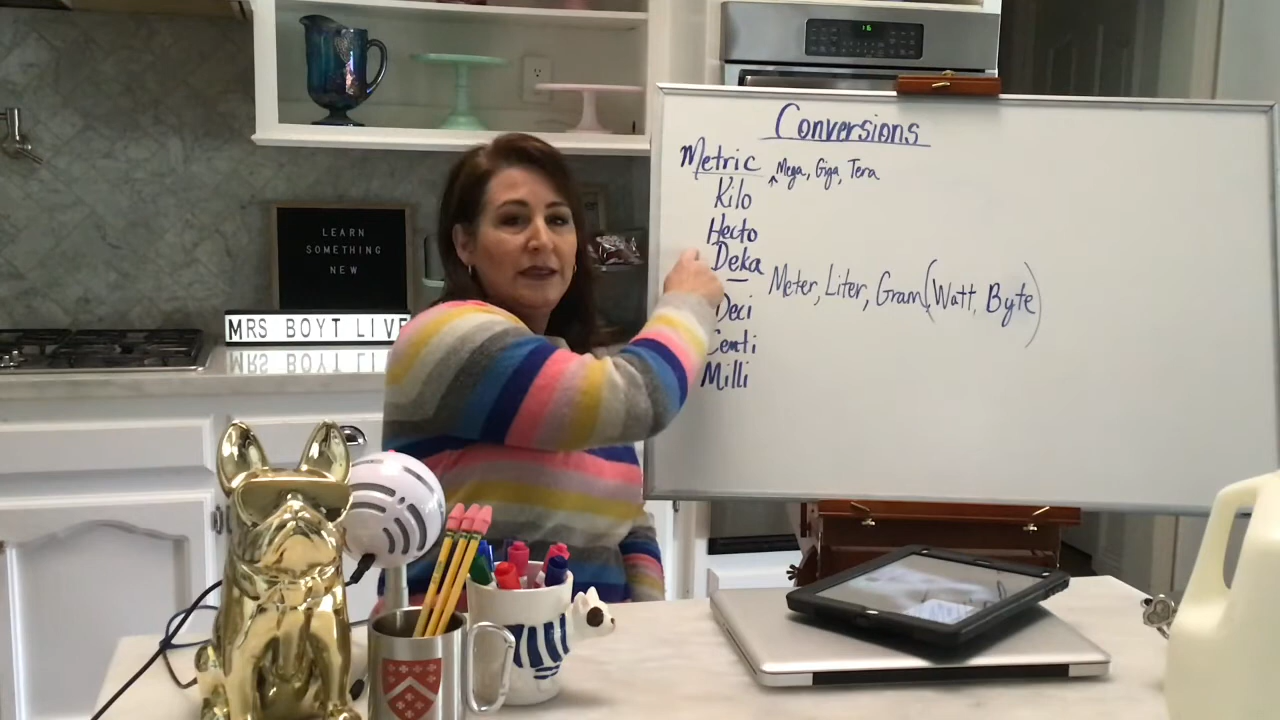 Conversions
Metric
↑ Mega, Giga, Tera
Kilo
Hecto
Deka
—
Meter, Liter, Gram (Watt, Byte)
Deci
Centi
Milli
LEARN
SOMETHING
NEW
MRS BOYT LIVE